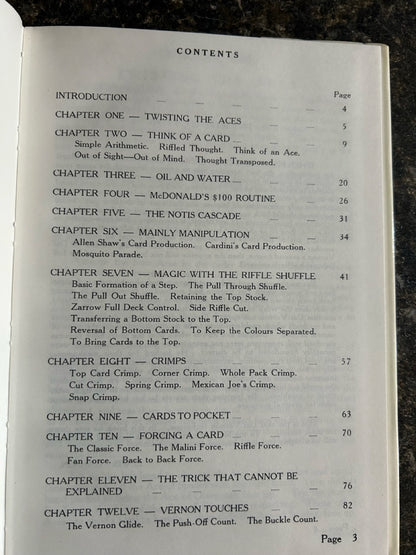 CONTENTS
Page
INTRODUCTION — — — — — — 4
CHAPTER ONE — TWISTING THE ACES — — — 5
CHAPTER TWO — THINK OF A CARD — — — — 9
Simple Arithmetic. Riffled Thought. Think of an Ace.
Out of Sight—Out of Mind. Thought Transposed.
CHAPTER THREE — OIL AND WATER — — — — 20
CHAPTER FOUR — McDONALD'S $100 ROUTINE — — 26
CHAPTER FIVE — THE NOTIS CASCADE — — — 31
CHAPTER SIX — MAINLY MANIPULATION — — — 34
Allen Shaw's Card Production. Cardini's Card Production.
Mosquito Parade.
CHAPTER SEVEN — MAGIC WITH THE RIFFLE SHUFFLE 41
Basic Formation of a Step. The Pull Through Shuffle.
The Pull Out Shuffle. Retaining the Top Stock.
Zarrow Full Deck Control. Side Riffle Cut.
Transferring a Bottom Stock to the Top.
Reversal of Bottom Cards. To Keep the Colours Separated.
To Bring Cards to the Top.
CHAPTER EIGHT — CRIMPS — — — — — 57
Top Card Crimp. Corner Crimp. Whole Pack Crimp.
Cut Crimp. Spring Crimp. Mexican Joe's Crimp.
Snap Crimp.
CHAPTER NINE — CARDS TO POCKET — — — — 63
CHAPTER TEN — FORCING A CARD — — — — 70
The Classic Force. The Malini Force. Riffle Force.
Fan Force. Back to Back Force.
CHAPTER ELEVEN — THE TRICK THAT CANNOT BE
EXPLAINED — — — — — — 76
CHAPTER TWELVE — VERNON TOUCHES — — — 82
The Vernon Glide. The Push-Off Count. The Buckle Count.
Page 3